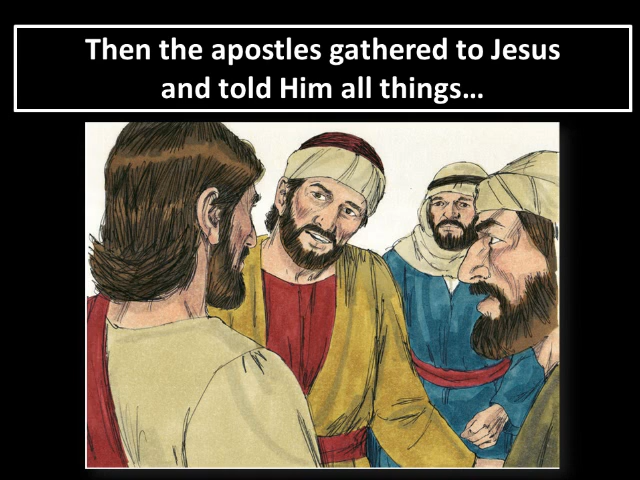 Then the apostles gathered to Jesus
and told Him all things…